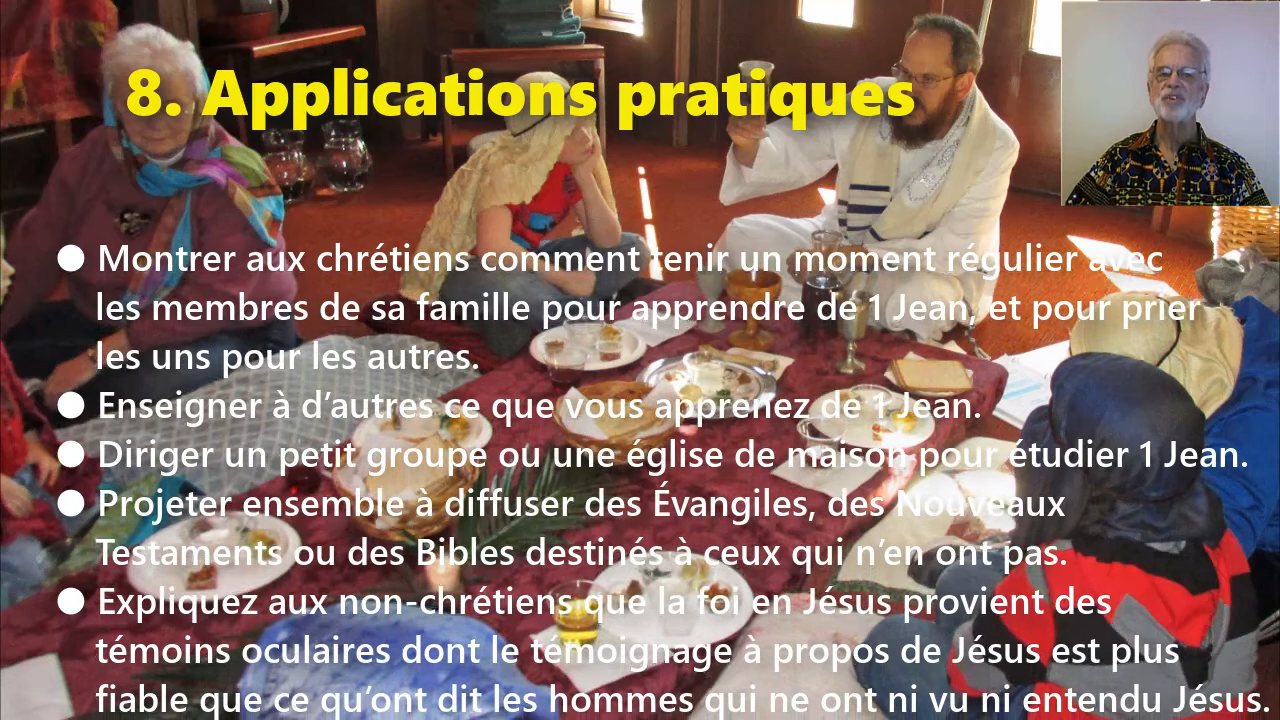 8. Applications pratiques
● Montrer aux chrétiens comment tenir un moment régulier avec
les membres de sa famille pour apprendre de 1 Jean, et pour prier
les uns pour les autres.
● Enseigner à d’autres ce que vous apprenez de 1 Jean.
● Diriger un petit groupe ou une église de maison pour étudier 1 Jean.
● Projeter ensemble à diffuser des Évangiles, des Nouveaux
Testaments ou des Bibles destinés à ceux qui n’en ont pas.
● Expliquez aux non-chrétiens que la foi en Jésus provient des
témoins oculaires dont le témoignage à propos de Jésus est plus
fiable que ce qu’ont dit les hommes qui ne ont ni vu ni entendu Jésus.